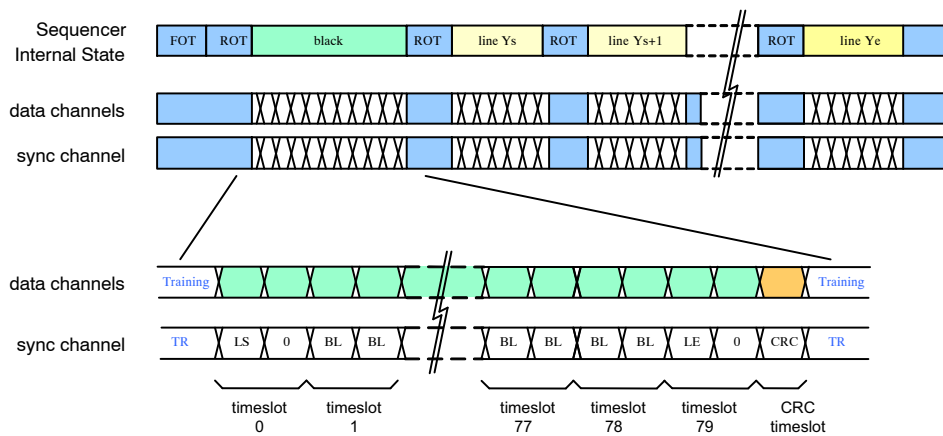 Sequencer
Internal State
FOT ROT black ROT line Ys ROT line Ys+1 ROT line Ye
data channels
sync channel
data channels
Training Training
sync channel
TR LS 0 BL BL BL BL BL BL LE 0 CRC TR
timeslot
0
timeslot
1
timeslot
77
timeslot
78
timeslot
79
CRC
timeslot